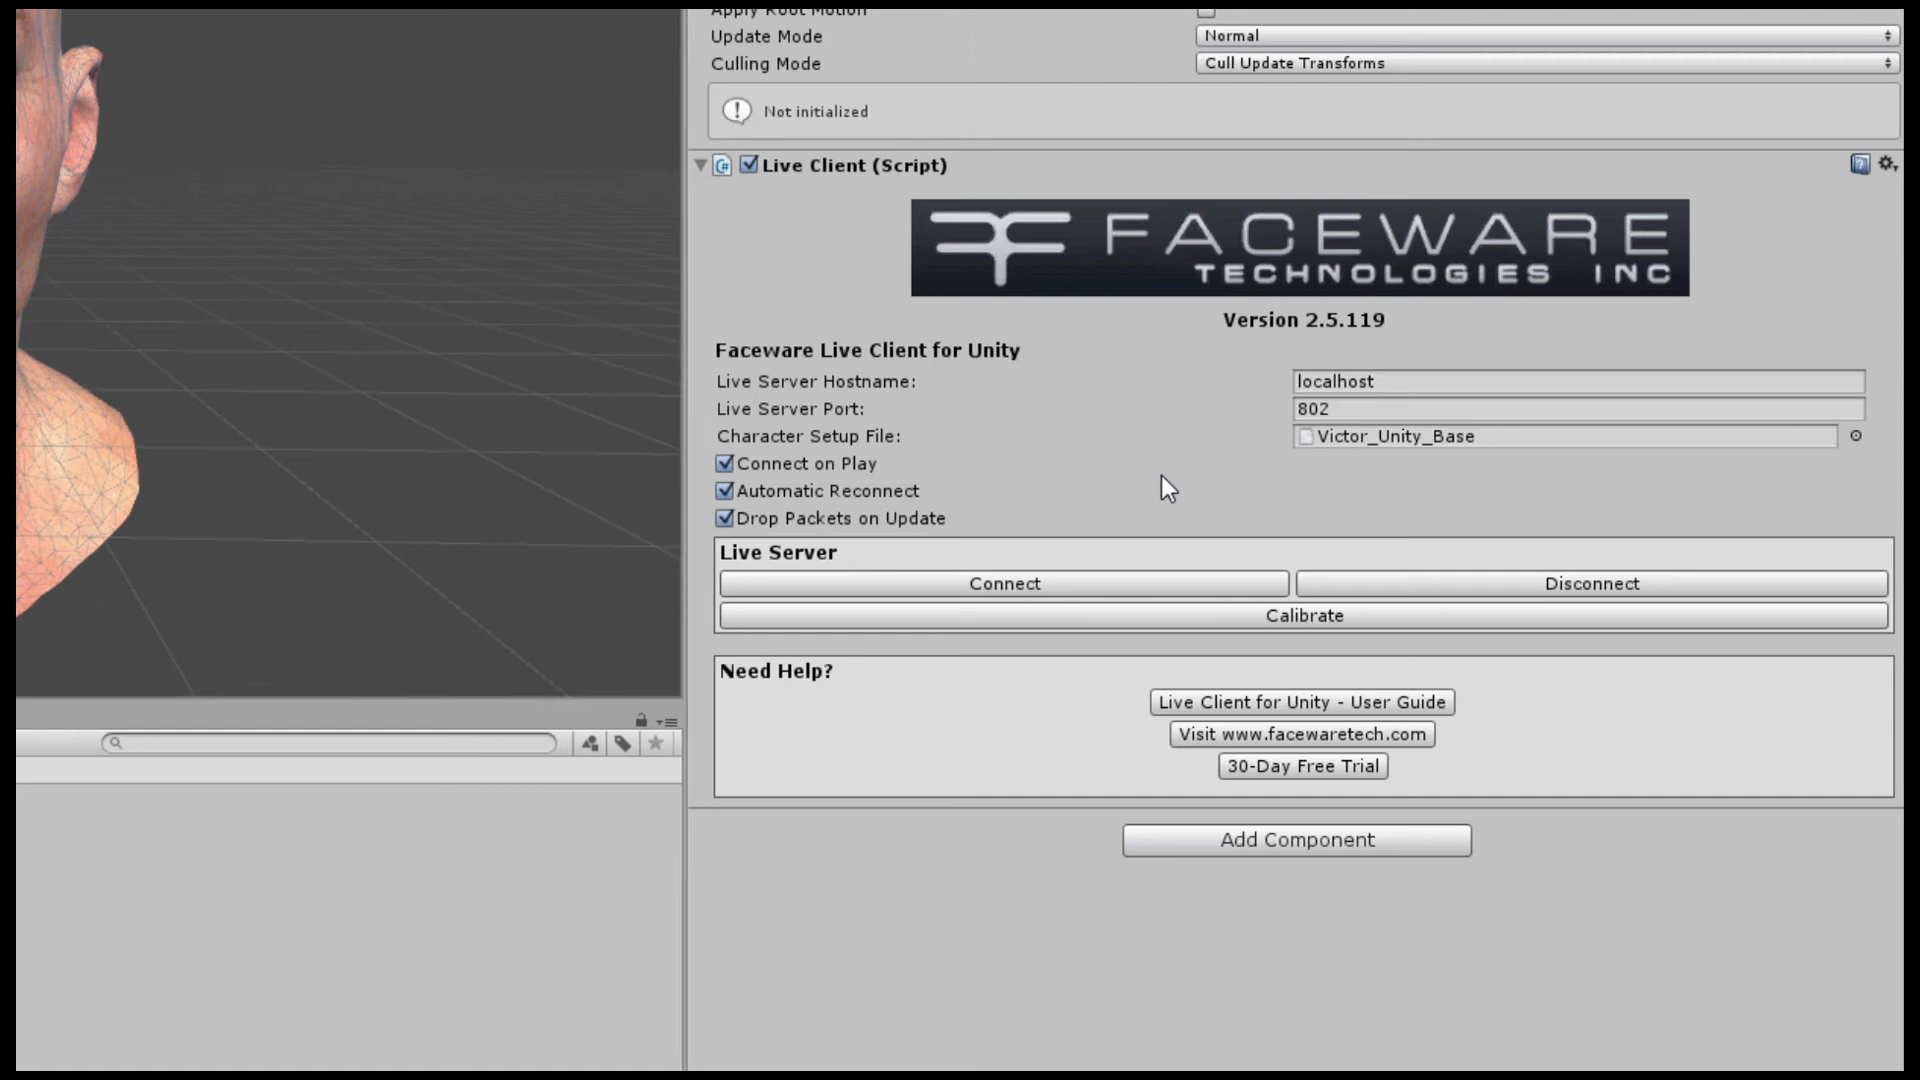 Apply Root Motion
Update Mode
Normal
Culling Mode
Cull Update Transforms
Not initialized
Live Client (Script)
FACEWARE
TECHNOLOGIES INC
Version 2.5.119
Faceware Live Client for Unity
Live Server Hostname:
localhost
Live Server Port:
802
Character Setup File:
Victor_Unity_Base
Connect on Play
Automatic Reconnect
Drop Packets on Update
Live Server
Connect
Disconnect
Calibrate
Need Help?
Live Client for Unity - User Guide
Visit www.facewaretech.com
30-Day Free Trial
Add Component